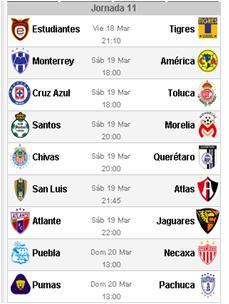 Jornada 11
Estudiantes Vie 18 Mar 21:10 Tigres
Monterrey Sáb 19 Mar 18:00 América
Cruz Azul Sáb 19 Mar 18:00 Toluca
Santos Sáb 19 Mar 20:00 Morelia
Chivas Sáb 19 Mar 20:00 Querétaro
San Luis Sáb 19 Mar 21:45 Atlas
Atlante Sáb 19 Mar 22:00 Jaguares
Puebla Dom 20 Mar 13:00 Necaxa
Pumas Dom 20 Mar 13:00 Pachuca